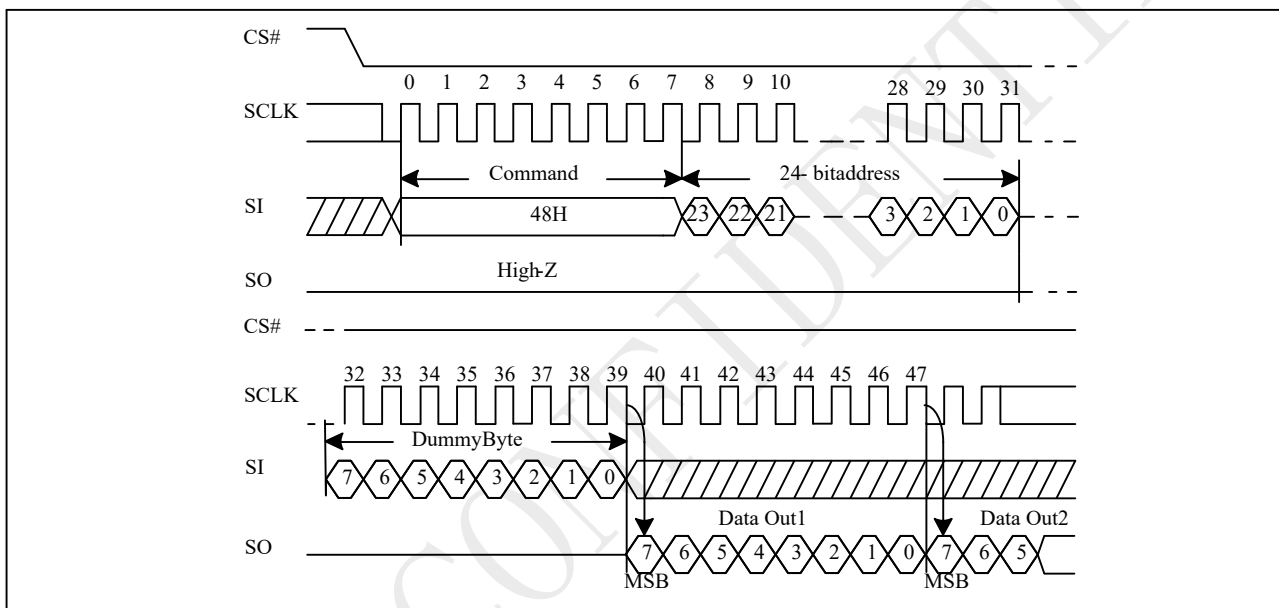 CS#
0 1 2 3 4 5 6 7 8 9 10 28 29 30 31
SCLK
Command 24- bitaddress
SI 48H 23 22 21 3 2 1 0
High-Z
SO
CS#
32 33 34 35 36 37 38 39 40 41 42 43 44 45 46 47
SCLK
DummyByte
SI 7 6 5 4 3 2 1 0
Data Out1 Data Out2
SO 7 6 5 4 3 2 1 0 7 6 5
MSB MSB
CONFIDENTI